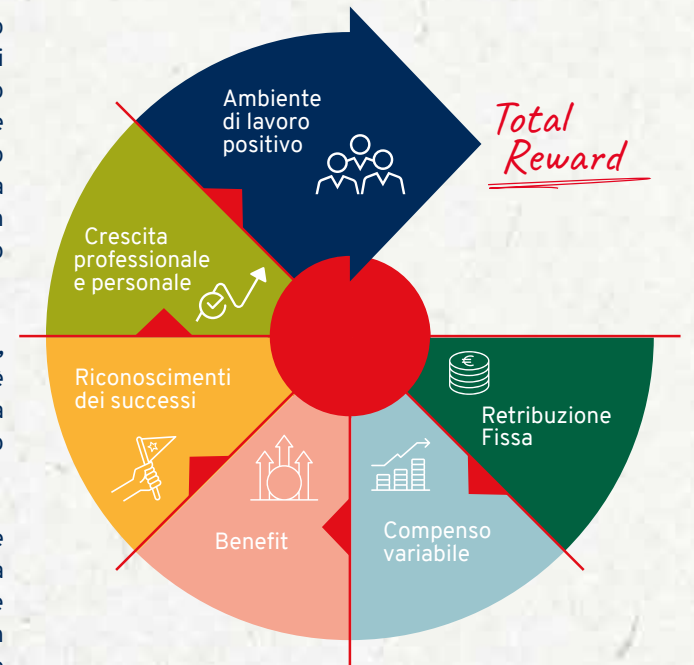 Ambiente
di lavoro
positivo
Total
Reward
Crescita
professionale
e personale
Riconoscimenti
dei successi
€
Retribuzione
Fissa
Benefit
Compenso
variabile